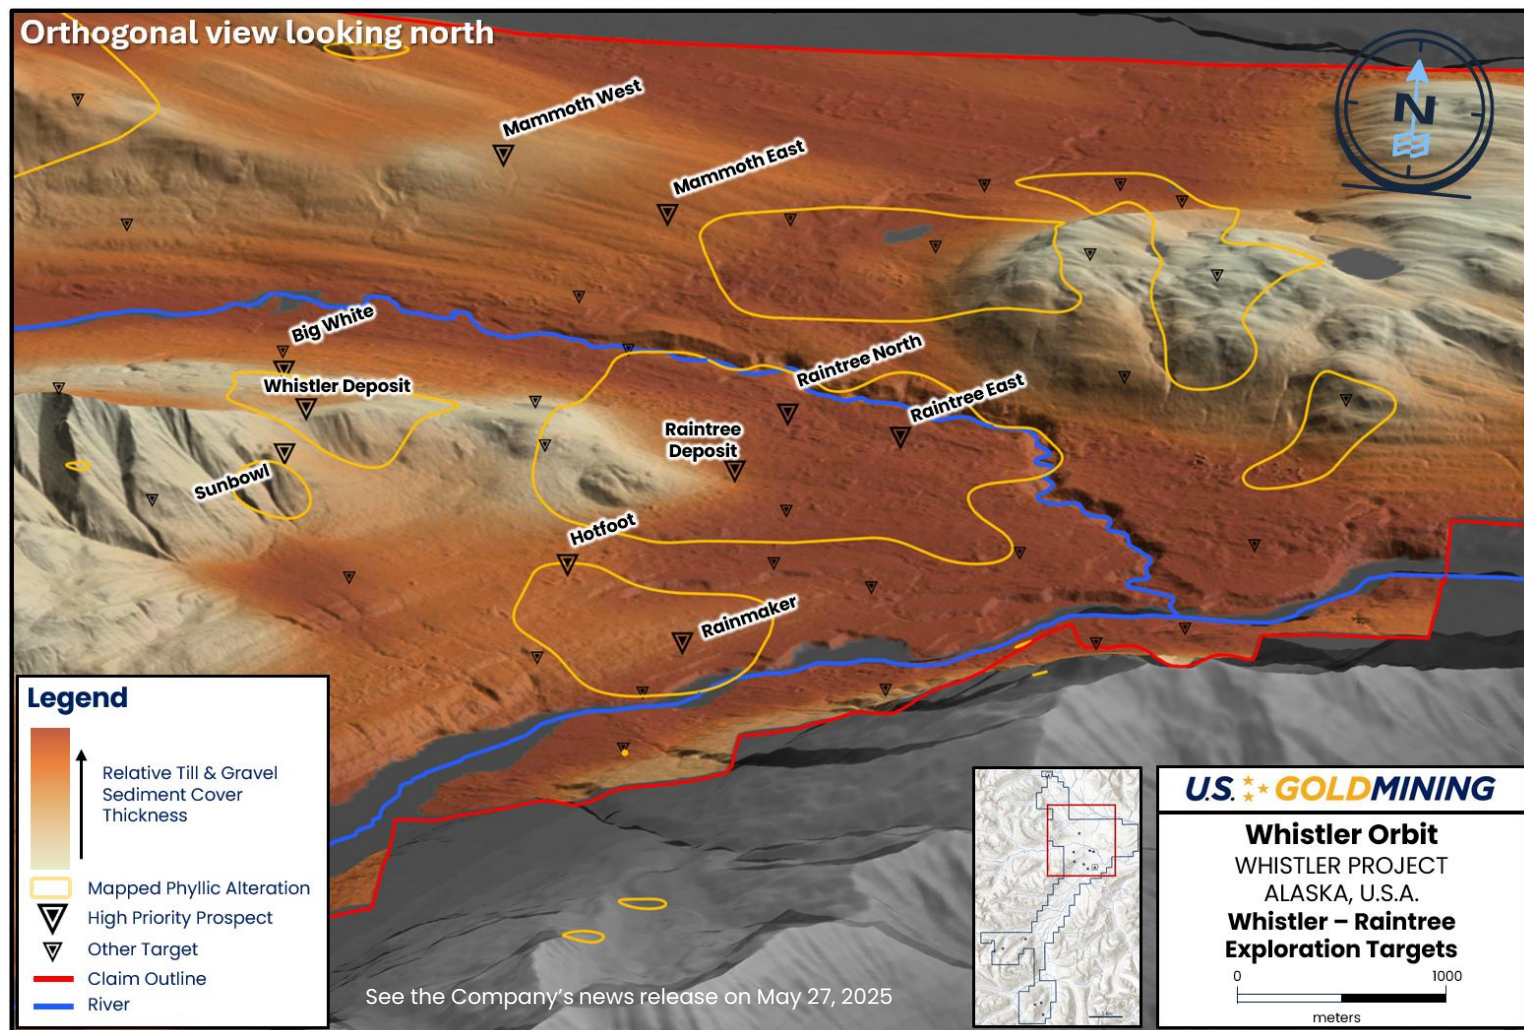 Orthogonal view looking north
Mammoth West
Mammoth East
N
Big White
Raintree North
Whistler Deposit
Raintree East
Raintree
Deposit
Sunbowl
Hotfoot
Rainmaker
Legend
Relative Till & Gravel
Sediment Cover
Thickness
Mapped Phyllic Alteration
High Priority Prospect
Other Target
Claim Outline
River
See the Company's news release on May 27, 2025
U.S. GOLDMINING
Whistler Orbit
WHISTLER PROJECT
ALASKA, U.S.A.
Whistler – Raintree
Exploration Targets
0 1000
meters